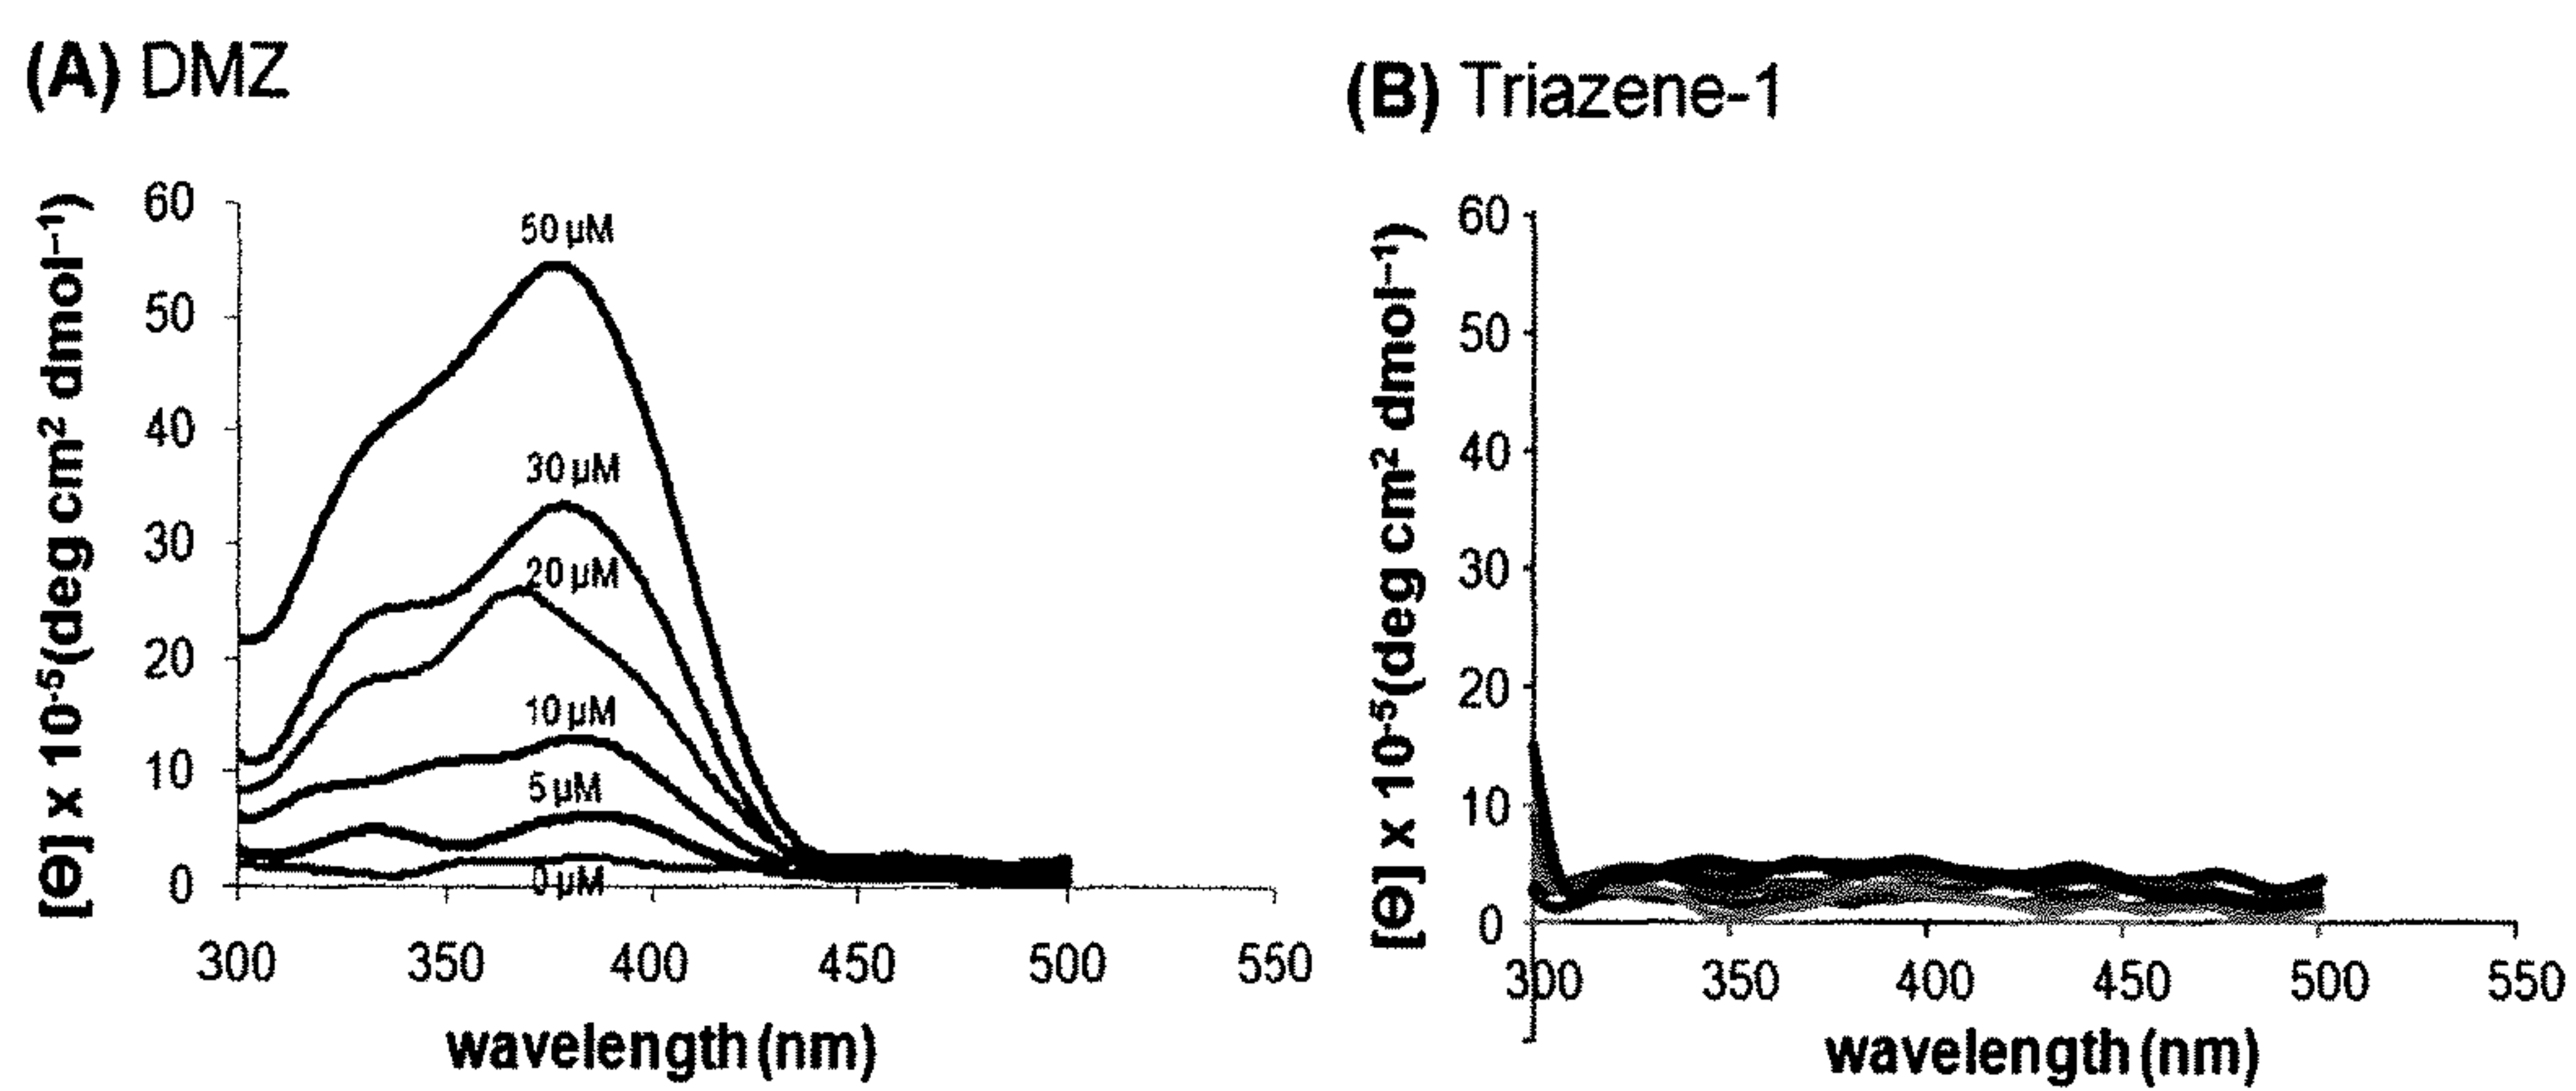 (A) DMZ
[Θ] x 10⁻⁵(deg cm² dmol⁻¹)
60
50
40
30
20
10
0
50 µM
30 µM
20 µM
10 µM
5 µM
0 µM
300 350 400 450 500 550
wavelength (nm)
(B) Triazene-1
[Θ] x 10⁻⁵(deg cm² dmol⁻¹)
60
50
40
30
20
10
0
300 350 400 450 500 550
wavelength (nm)